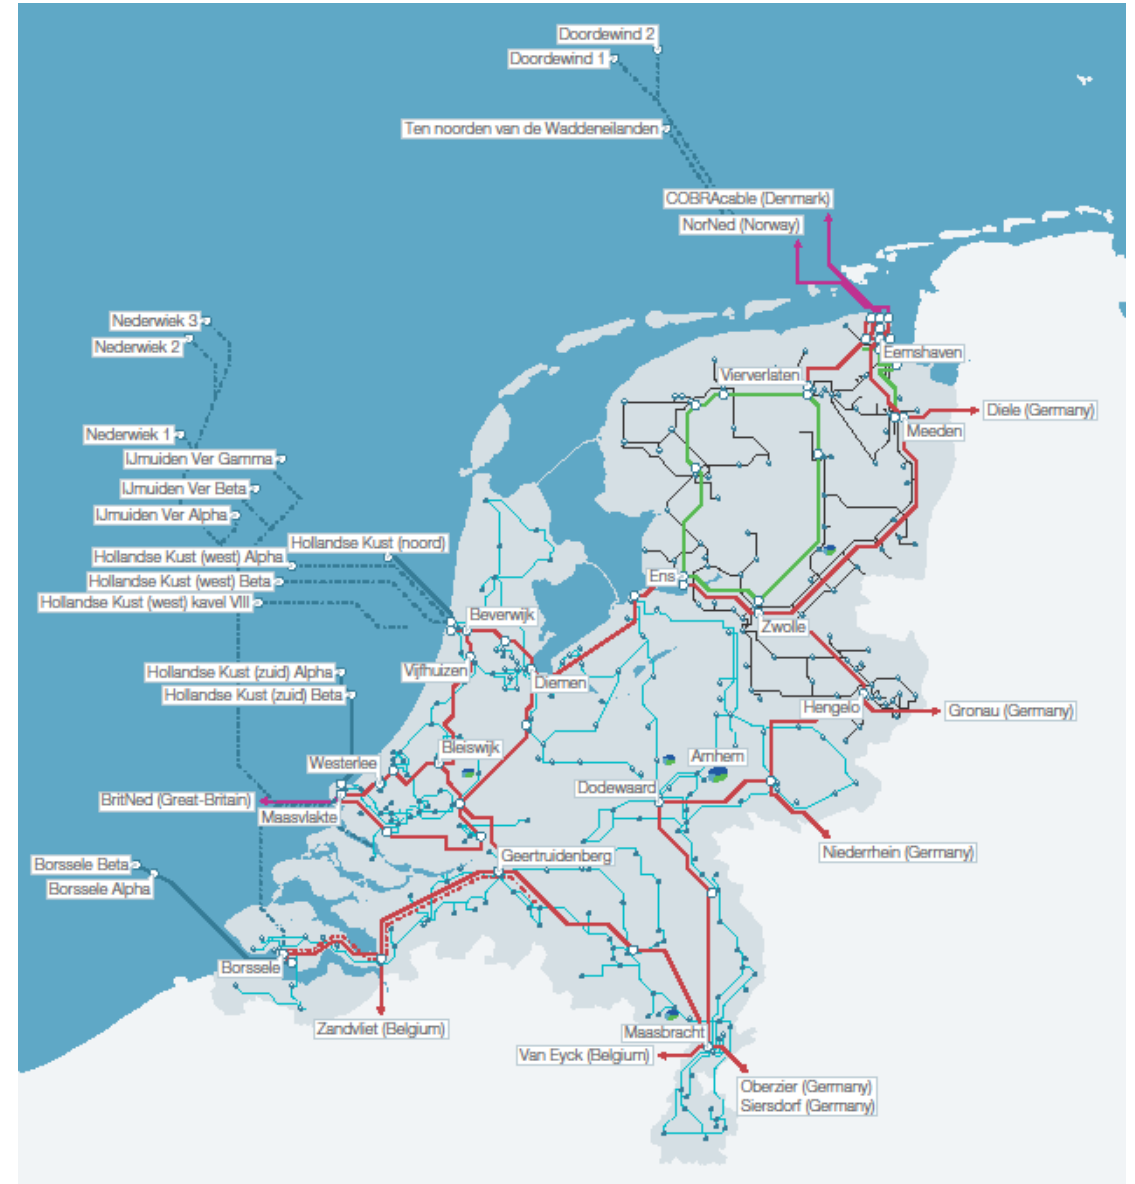 Doordewind 2
Doordewind 1
Ten noorden van de Waddeneilanden
COBRAcable (Denmark)
NorNed (Norway)
Nederwiek 3
Nederwiek 2
Eemshaven
Vierverlaten
Diele (Germany)
Meeden
Nederwiek 1
IJmuiden Ver Gamma
IJmuiden Ver Beta
IJmuiden Ver Alpha
Hollandse Kust (noord)
Hollandse Kust (west) Alpha
Hollandse Kust (west) Beta
Hollandse Kust (west) kavel VIII
Ens
Beverwijk
Zwolle
Vijfhuizen
Hollandse Kust (zuid) Alpha
Hollandse Kust (zuid) Beta
Diemen
Hengelo
Gronau (Germany)
Bleiswijk
Westerlee
Arnhem
Dodewaard
BritNed (Great-Britain)
Maasvlakte
Niederrhein (Germany)
Geertruidenberg
Borssele Beta
Borssele Alpha
Borssele
Zandvliet (Belgium)
Maasbracht
Van Eyck (Belgium)
Oberzier (Germany)
Siersdorf (Germany)